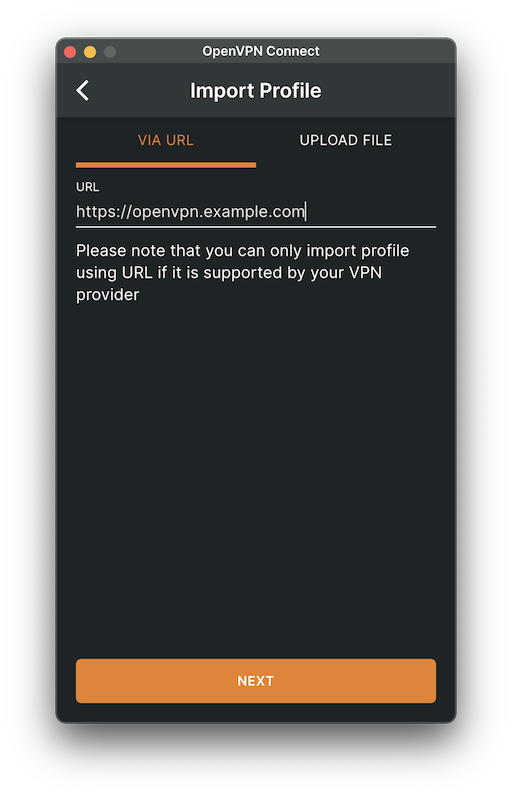 OpenVPN Connect
Import Profile
VIA URL
UPLOAD FILE
URL
https://openvpn.example.com
Please note that you can only import profile
using URL if it is supported by your VPN
provider
NEXT